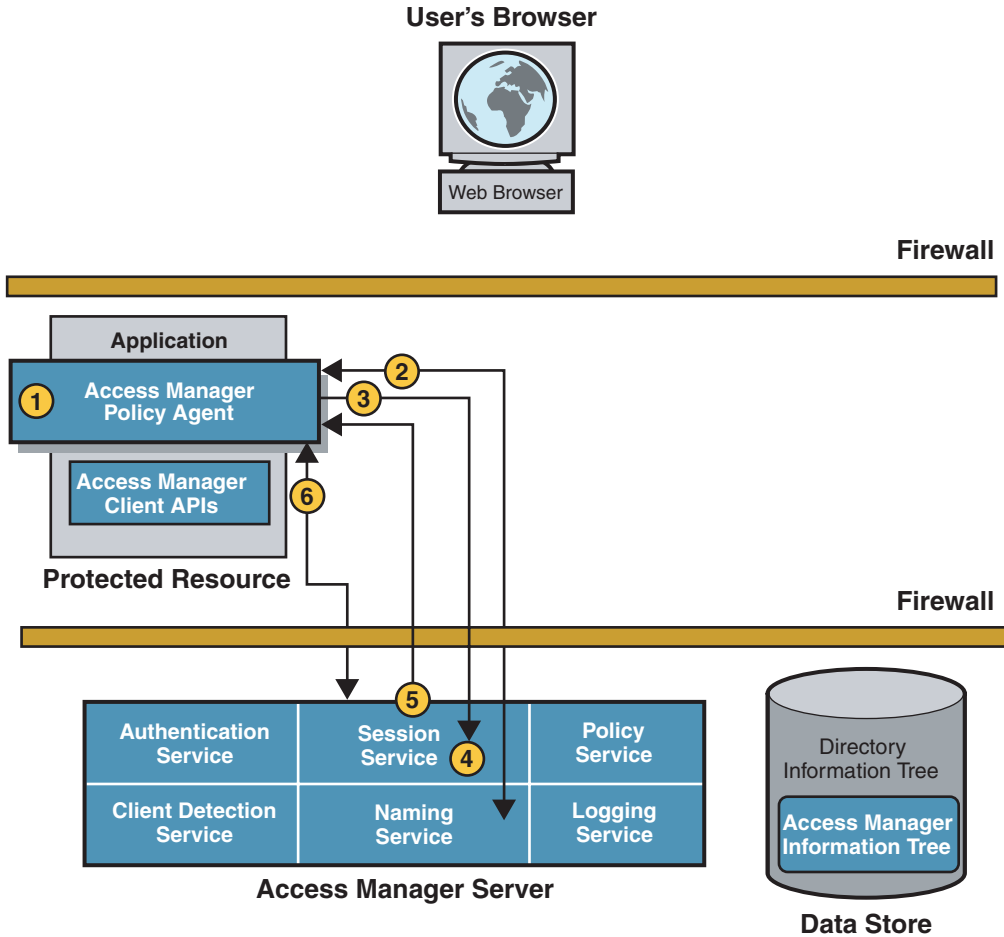 User's Browser
Web Browser
Firewall
Application
1
Access Manager
Policy Agent
2
3
Access Manager
Client APIs
6
Protected Resource
Firewall
5
Authentication
Service
Session
Service
4
Policy
Service
Client Detection
Service
Naming
Service
Logging
Service
Access Manager Server
Directory
Information Tree
Access Manager
Information Tree
Data Store